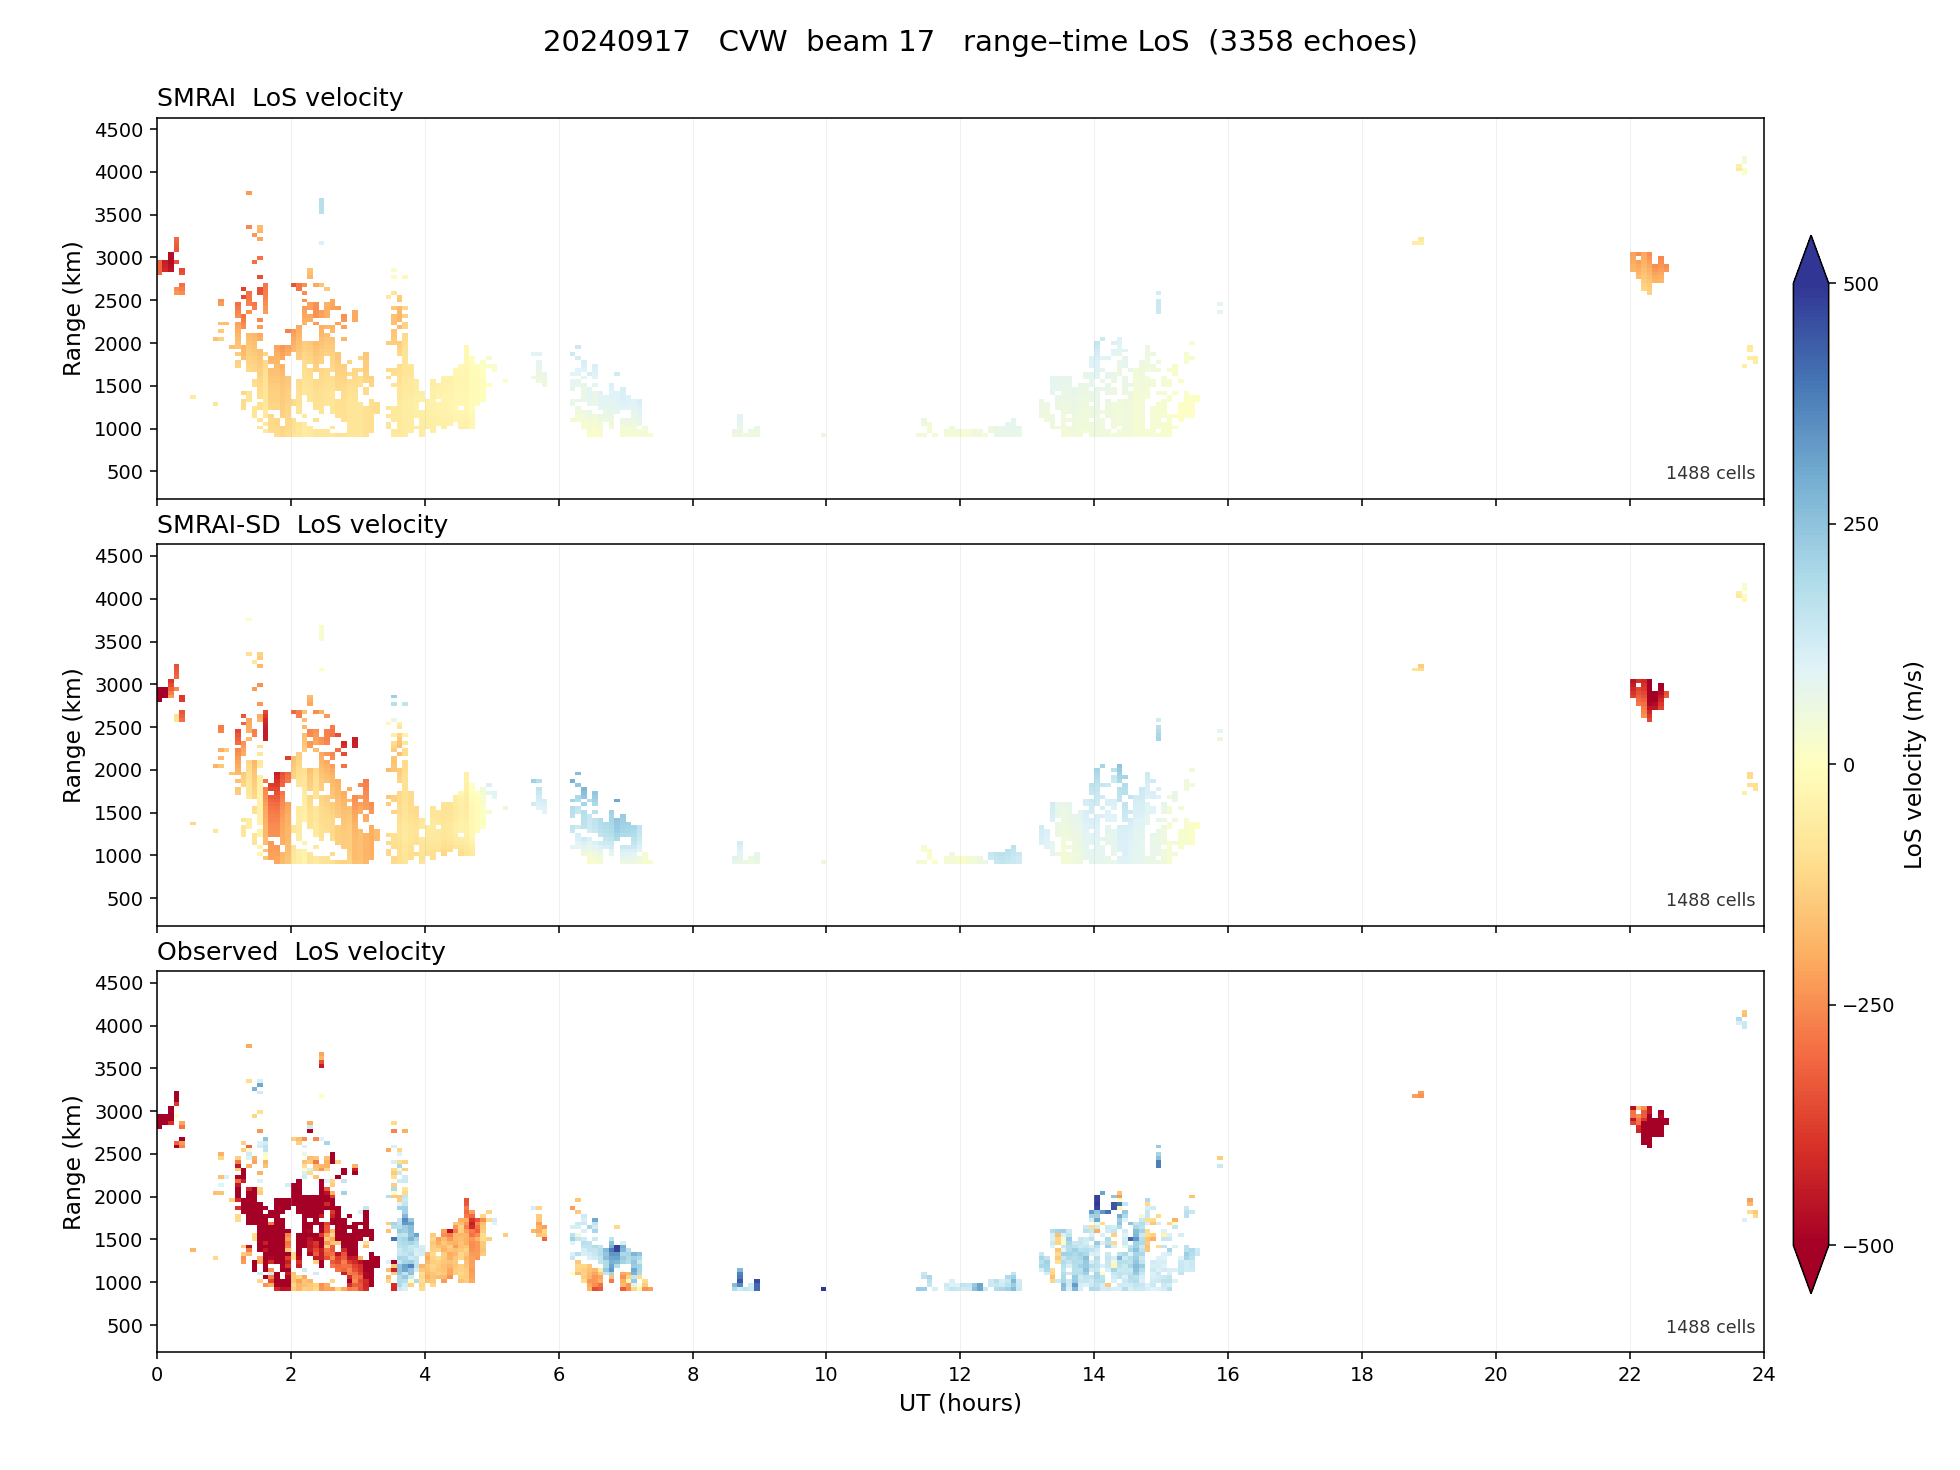 20240917   CVW  beam 17   range–time LoS  (3358 echoes)
SMRAI  LoS velocity
4500
4000
3500
3000
2500
2000
1500
1000
500
Range (km)
1488 cells
SMRAI-SD  LoS velocity
4500
4000
3500
3000
2500
2000
1500
1000
500
Range (km)
1488 cells
Observed  LoS velocity
4500
4000
3500
3000
2500
2000
1500
1000
500
Range (km)
1488 cells
0 2 4 6 8 10 12 14 16 18 20 22 24
UT (hours)
500
250
0
−250
−500
LoS velocity (m/s)